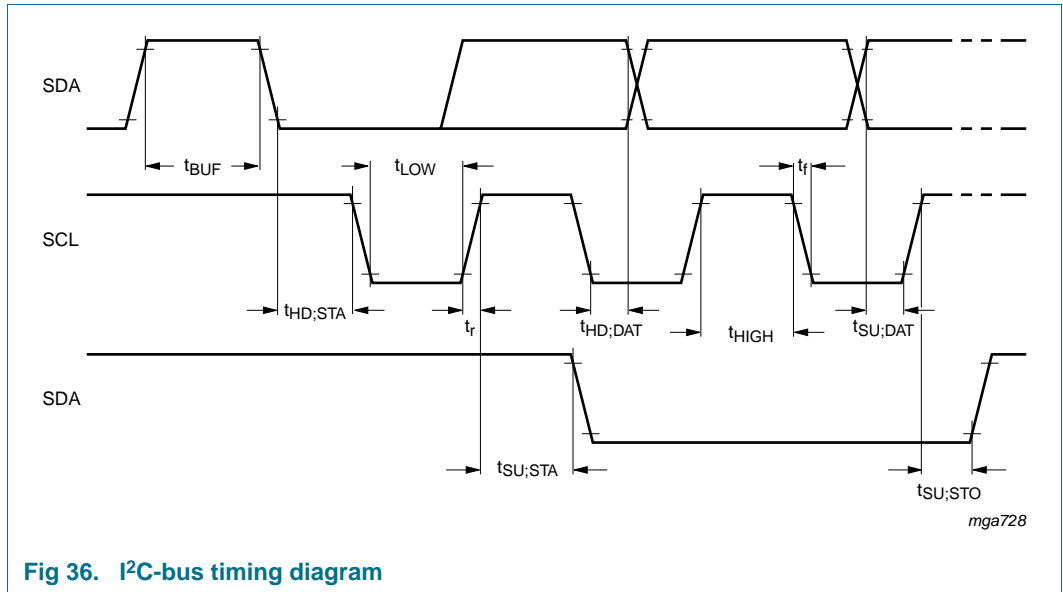 SDA
tBUF
tLOW
tf
SCL
tHD;STA
tr
tHD;DAT
tHIGH
tSU;DAT
SDA
tSU;STA
tSU;STO
mga728
Fig 36. I²C-bus timing diagram